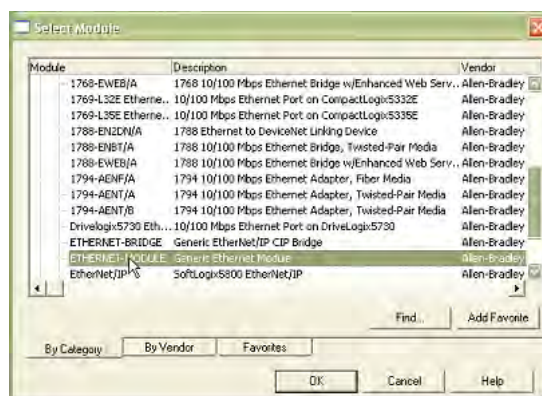 Select Module
Module Description Vendor
1768-EWEB/A 1768 10/100 Mbps Ethernet Bridge w/Enhanced Web Serv.. Allen-Bradley
1769-L32E Etherne.. 10/100 Mbps Ethernet Port on CompactLogix5332E Allen-Bradley
1769-L35E Etherne.. 10/100 Mbps Ethernet Port on CompactLogix5335E Allen-Bradley
1788-EN2DN/A 1788 Ethernet to DeviceNet Linking Device Allen-Bradley
1788-ENBT/A 1788 10/100 Mbps Ethernet Bridge, Twisted-Pair Media Allen-Bradley
1788-EWEB/A 1788 10/100 Mbps Ethernet Bridge w/Enhanced Web Serv.. Allen-Bradley
1794-AENF/A 1794 10/100 Mbps Ethernet Adapter, Fiber Media Allen-Bradley
1794-AENT/A 1794 10/100 Mbps Ethernet Adapter, Twisted-Pair Media Allen-Bradley
1794-AENT/B 1794 10/100 Mbps Ethernet Adapter, Twisted-Pair Media Allen-Bradley
Drivelogix5730 Eth... 10/100 Mbps Ethernet Port on DriveLogix5730 Allen-Bradley
ETHERNET-BRIDGE Generic EtherNet/IP CIP Bridge Allen-Bradley
ETHERNET-MODULE Generic Ethernet Module Allen-Bradley
EtherNet/IP SoftLogix5800 EtherNet/IP Allen-Bradley
Find... Add Favorite
By Category By Vendor Favorites
OK Cancel Help